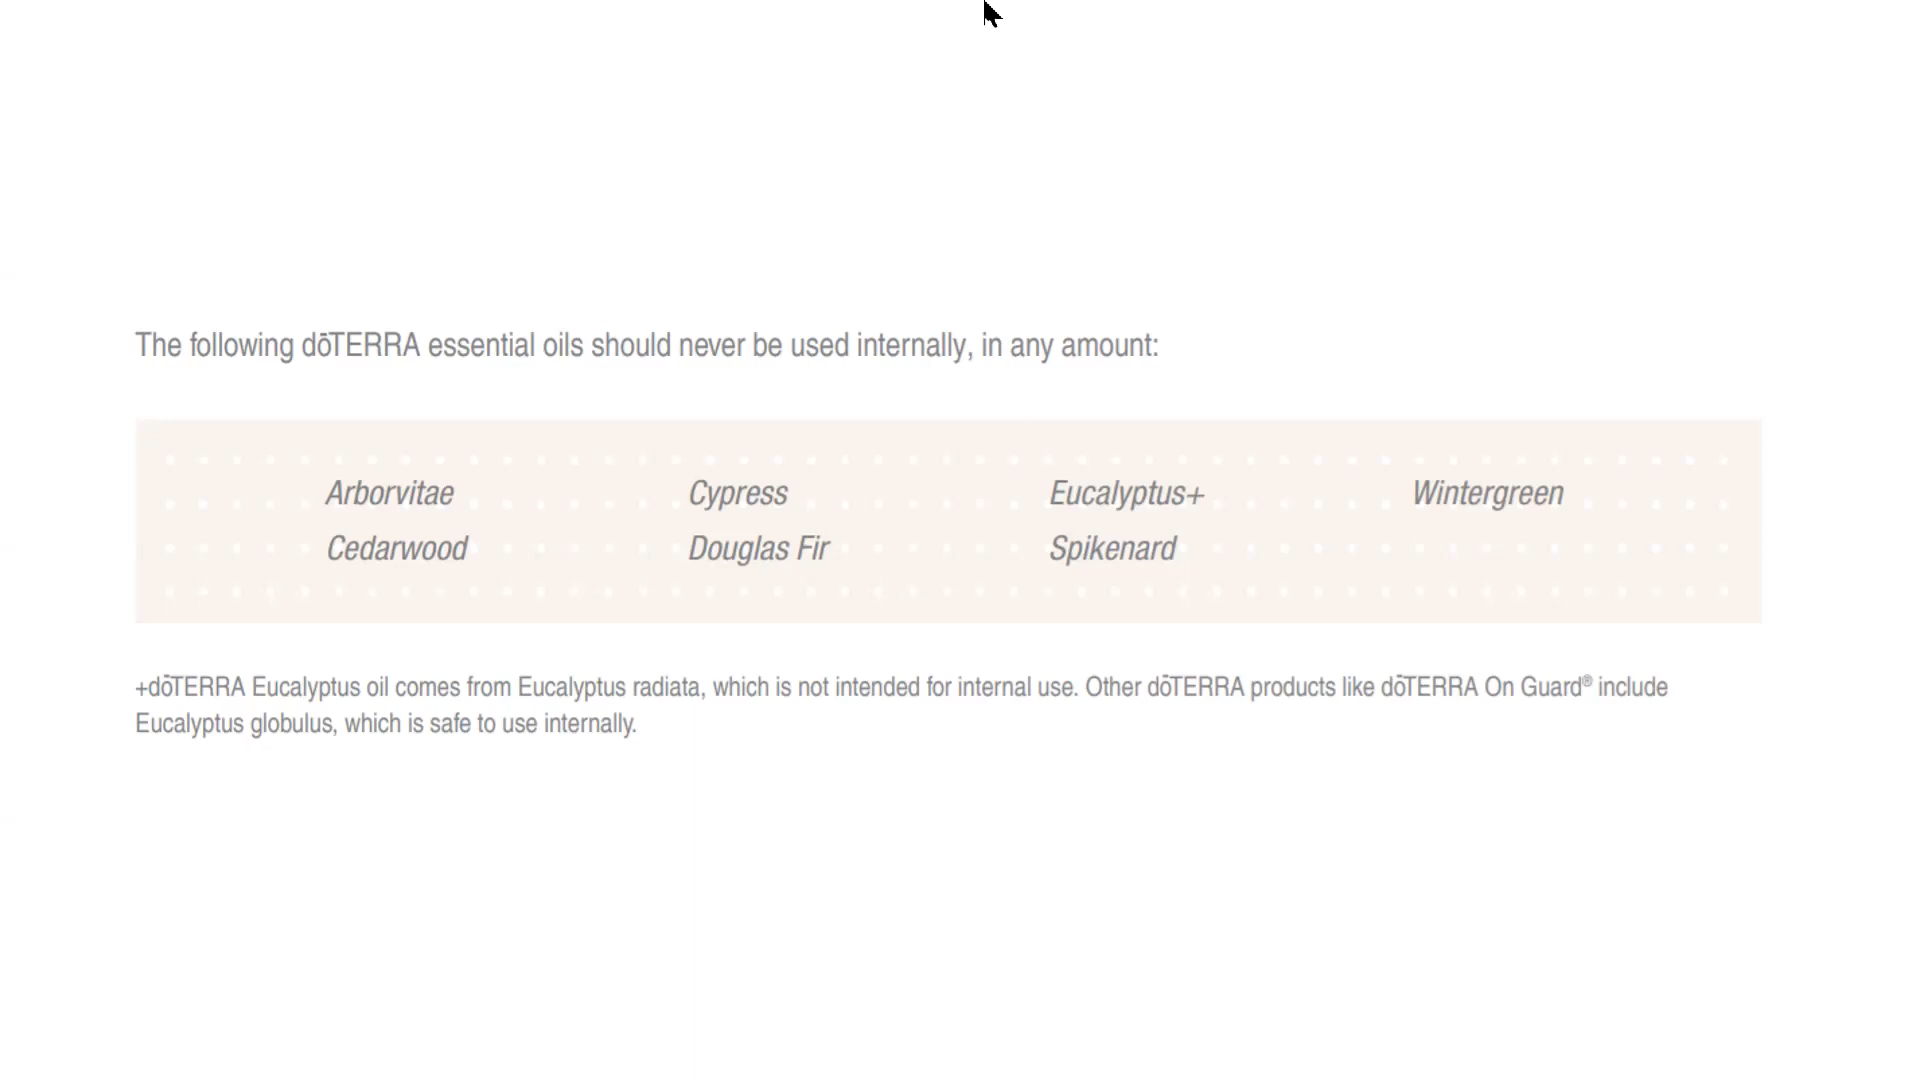 The following dōTERRA essential oils should never be used internally, in any amount:
Arborvitae Cypress Eucalyptus+ Wintergreen
Cedarwood Douglas Fir Spikenard
+dōTERRA Eucalyptus oil comes from Eucalyptus radiata, which is not intended for internal use. Other dōTERRA products like dōTERRA On Guard® include
Eucalyptus globulus, which is safe to use internally.